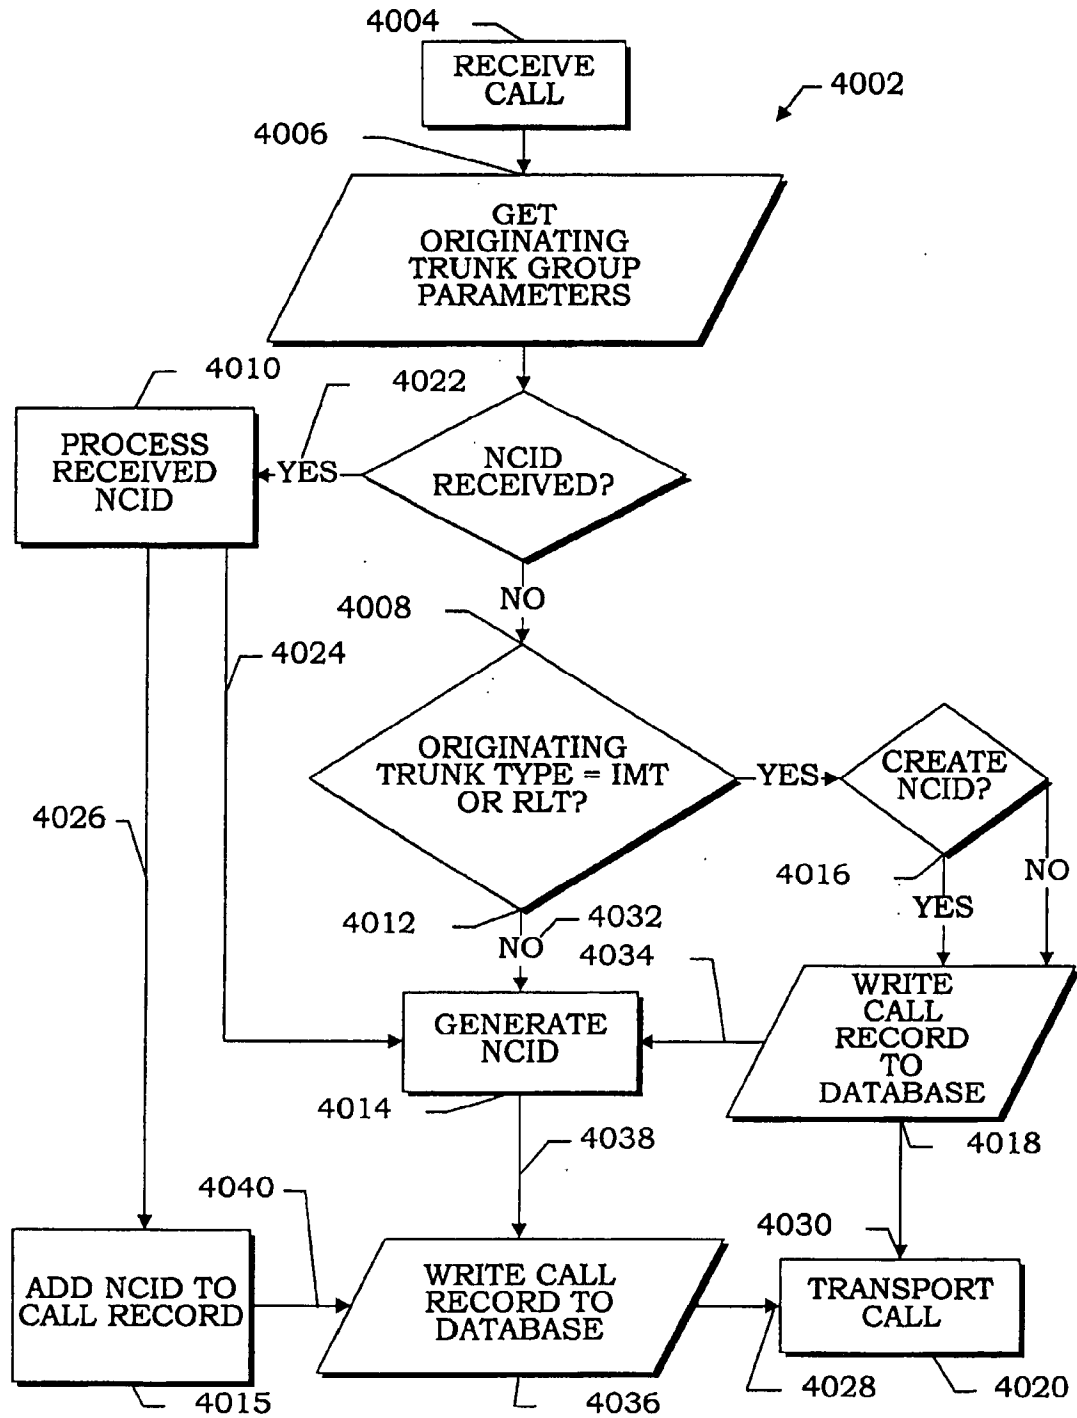 4004
RECEIVE
CALL
4002
4006
GET
ORIGINATING
TRUNK GROUP
PARAMETERS
4010
4022
PROCESS
RECEIVED
NCID
YES
NCID
RECEIVED?
NO
4008
4024
ORIGINATING
TRUNK TYPE = IMT
OR RLT?
YES
CREATE
NCID?
4026
4016
NO
YES
4012
4032
NO
4034
GENERATE
NCID
WRITE
CALL
RECORD
TO
DATABASE
4014
4038
4018
4040
4030
ADD NCID TO
CALL RECORD
WRITE CALL
RECORD TO
DATABASE
TRANSPORT
CALL
4015
4036
4028
4020